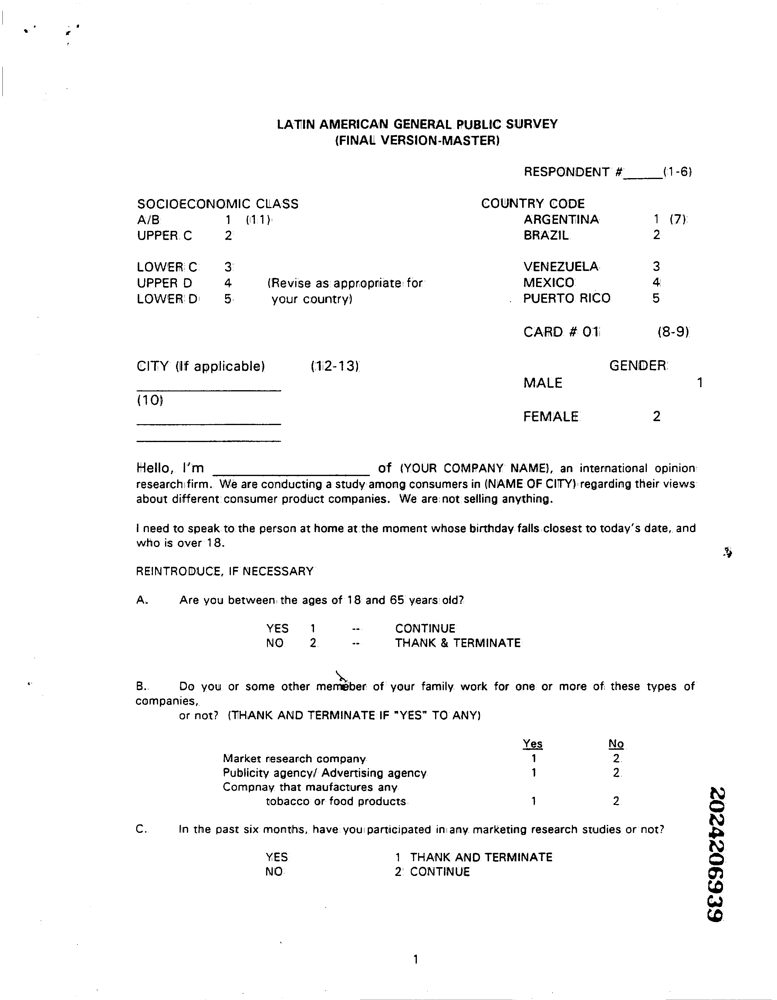 LATIN AMERICAN GENERAL PUBLIC SURVEY
(FINAL VERSION-MASTER)
RESPONDENT #_____(1-6)
SOCIOECONOMIC CLASS COUNTRY CODE
A/B 1 (11) ARGENTINA 1 (7)
UPPER C 2 BRAZIL 2
LOWER C 3 VENEZUELA 3
UPPER D 4 (Revise as appropriate for MEXICO 4
LOWER D 5 your country) PUERTO RICO 5
CARD # 01 (8-9)
CITY (If applicable) (12-13) GENDER
MALE 1
(10)
FEMALE 2
Hello, I'm ____________________ of (YOUR COMPANY NAME), an international opinion
research firm. We are conducting a study among consumers in (NAME OF CITY) regarding their views
about different consumer product companies. We are not selling anything.
I need to speak to the person at home at the moment whose birthday falls closest to today's date, and
who is over 18.
REINTRODUCE, IF NECESSARY
A. Are you between the ages of 18 and 65 years old?
YES 1 -- CONTINUE
NO 2 -- THANK & TERMINATE
B. Do you or some other memeber of your family work for one or more of these types of
companies,
or not? (THANK AND TERMINATE IF "YES" TO ANY)
Yes No
Market research company 1 2
Publicity agency/ Advertising agency 1 2
Compnay that maufactures any
tobacco or food products 1 2
C. In the past six months, have you participated in any marketing research studies or not?
YES 1 THANK AND TERMINATE
NO 2 CONTINUE
2024206939
1